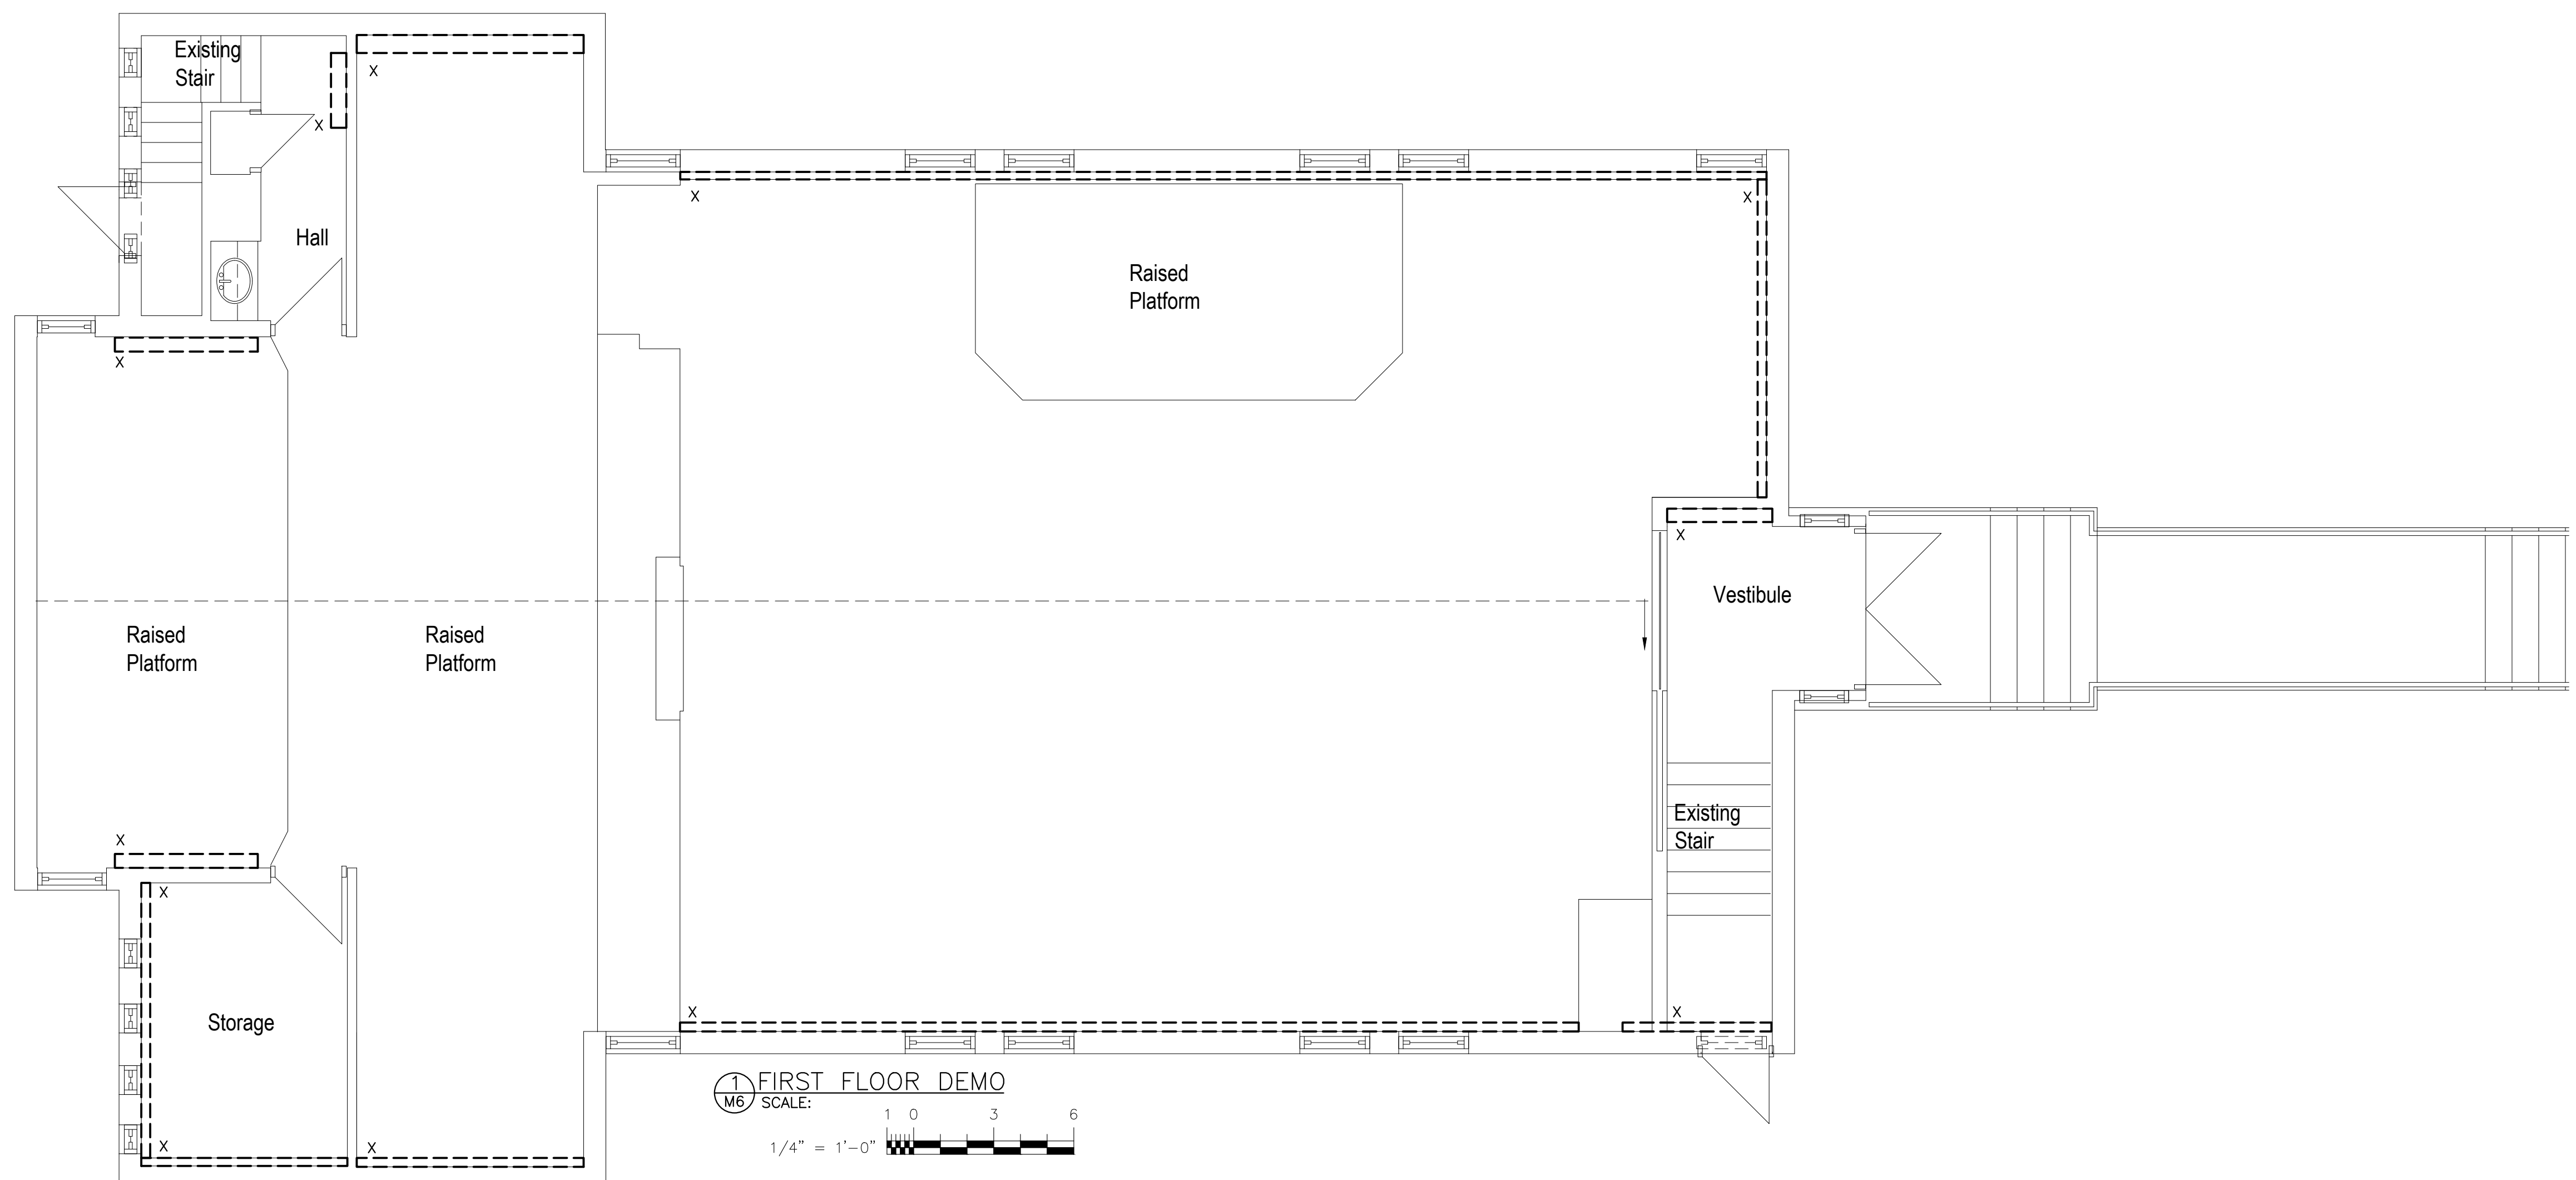 Existing
Stair
X
X
X
X
Hall
Raised
Platform
X
X
Vestibule
Raised
Platform
Raised
Platform
Existing
Stair
X
X
Storage
X
X
X
X
1 FIRST FLOOR DEMO
M6 SCALE:
1 0 3 6
1/4" = 1'-0"